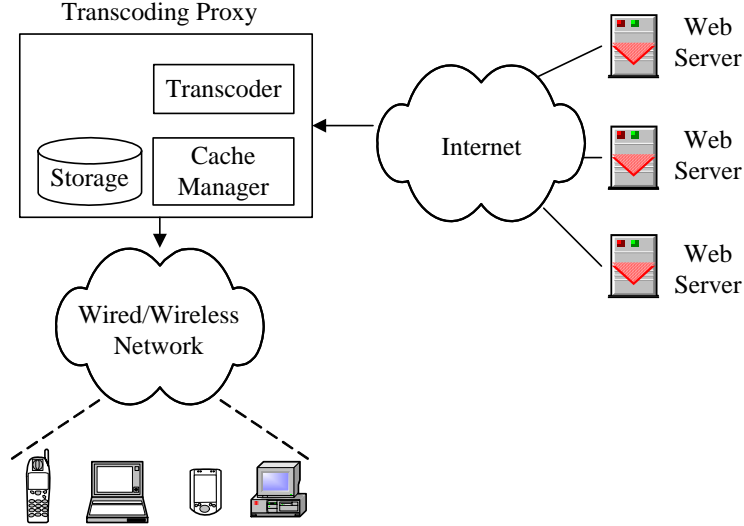 Transcoding Proxy
Transcoder
Storage
Cache
Manager
Internet
Web
Server
Web
Server
Web
Server
Wired/Wireless
Network